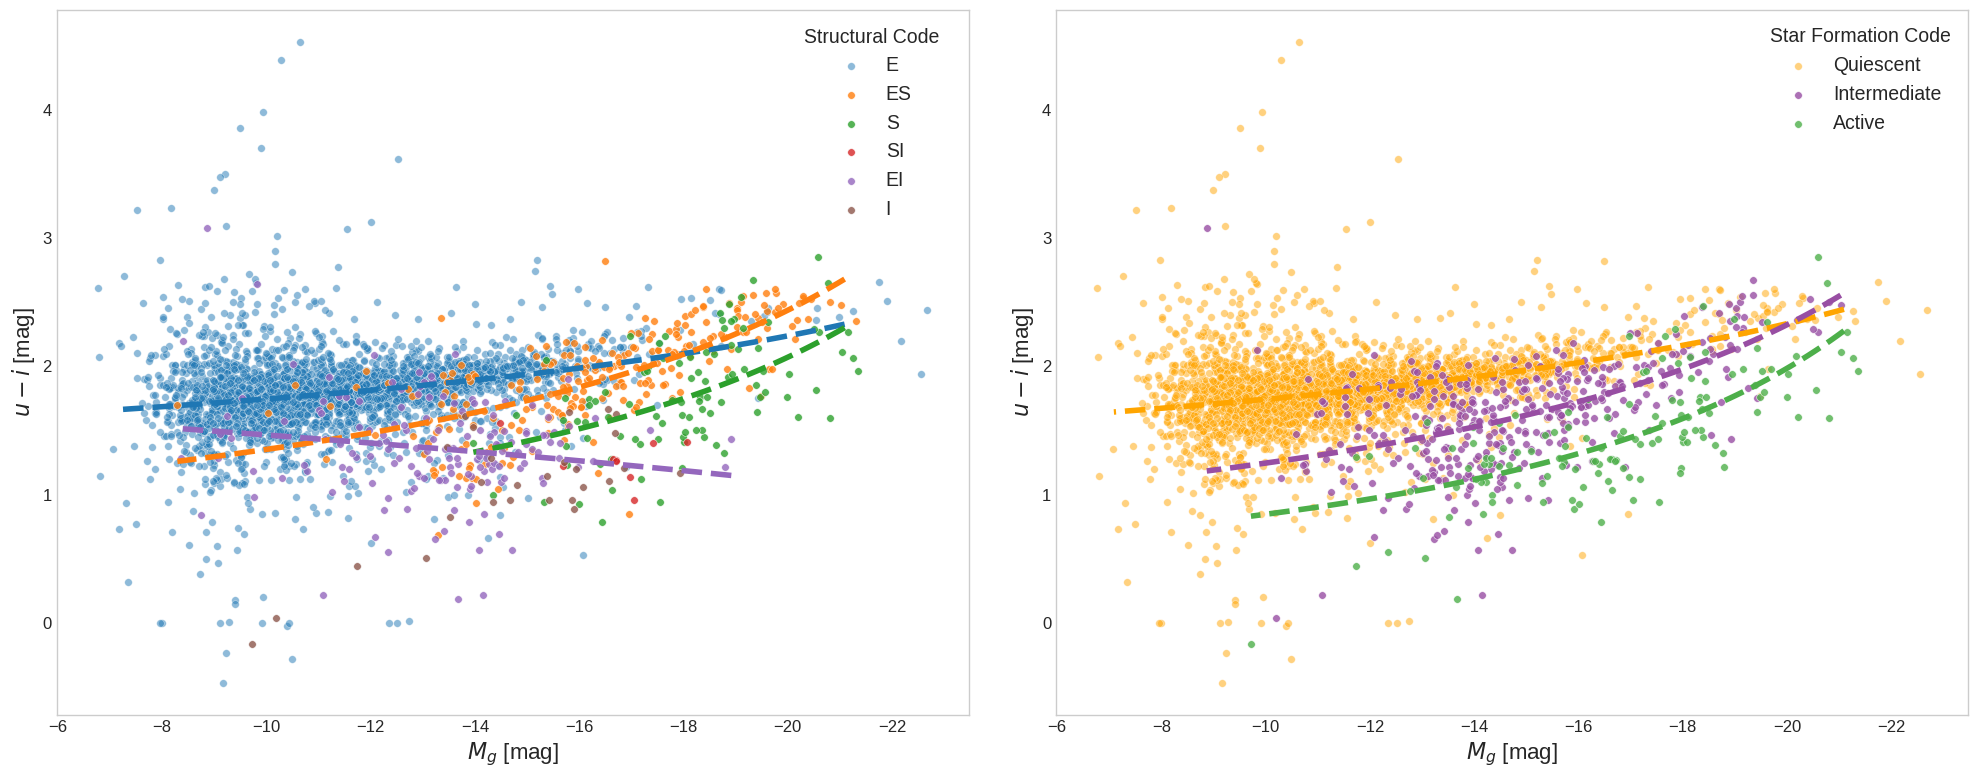 Structural Code
E
ES
S
SI
EI
I
4
3
2
1
0
u − i [mag]
−6
−8
−10
−12
−14
−16
−18
−20
−22
M_g [mag]
Star Formation Code
Quiescent
Intermediate
Active
4
3
2
1
0
u − i [mag]
−6
−8
−10
−12
−14
−16
−18
−20
−22
M_g [mag]